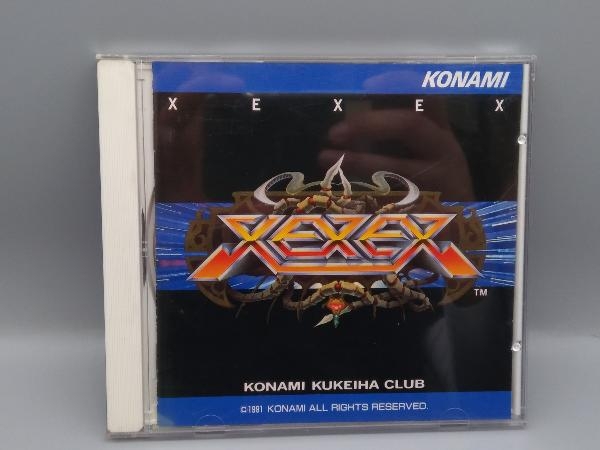 KONAMI
X E X E X
XEXEX
TM
KONAMI KUKEIHA CLUB
©1991 KONAMI ALL RIGHTS RESERVED.